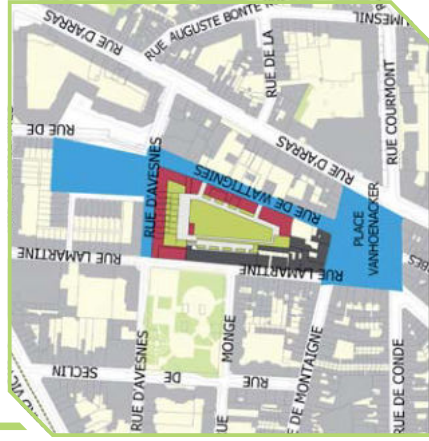 RUE AUGUSTE BONTE
UMESNIL
RUE D'ARRAS
RUE DE LA
RUE COURMONT
RUE DE
RUE D'ARRAS
RUE D'AVESNES
RUE DE WATTIGNIES
PLACE
VANHOENACKER
RUE LAMARTINE
RUE LAMARTINE
RUE D'AVESNES
MONGE
RUE
SECLIN
DE
RUE
E DE MONTAIGNE
RUE DE CONDE